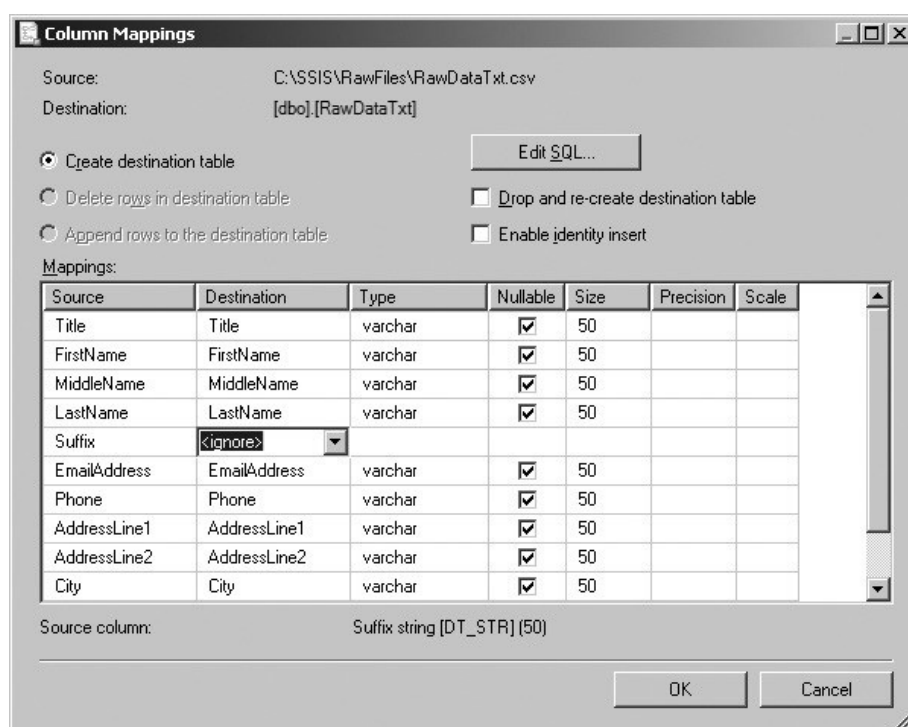 Column Mappings
Source: C:\SSIS\RawFiles\RawDataTxt.csv
Destination: [dbo].[RawDataTxt]
Create destination table Edit SQL...
Delete rows in destination table Drop and re-create destination table
Append rows to the destination table Enable identity insert
Mappings:
Source Destination Type Nullable Size Precision Scale
Title Title varchar 50
FirstName FirstName varchar 50
MiddleName MiddleName varchar 50
LastName LastName varchar 50
Suffix <ignore>
EmailAddress EmailAddress varchar 50
Phone Phone varchar 50
AddressLine1 AddressLine1 varchar 50
AddressLine2 AddressLine2 varchar 50
City City varchar 50
Source column: Suffix string [DT_STR] (50)
OK Cancel